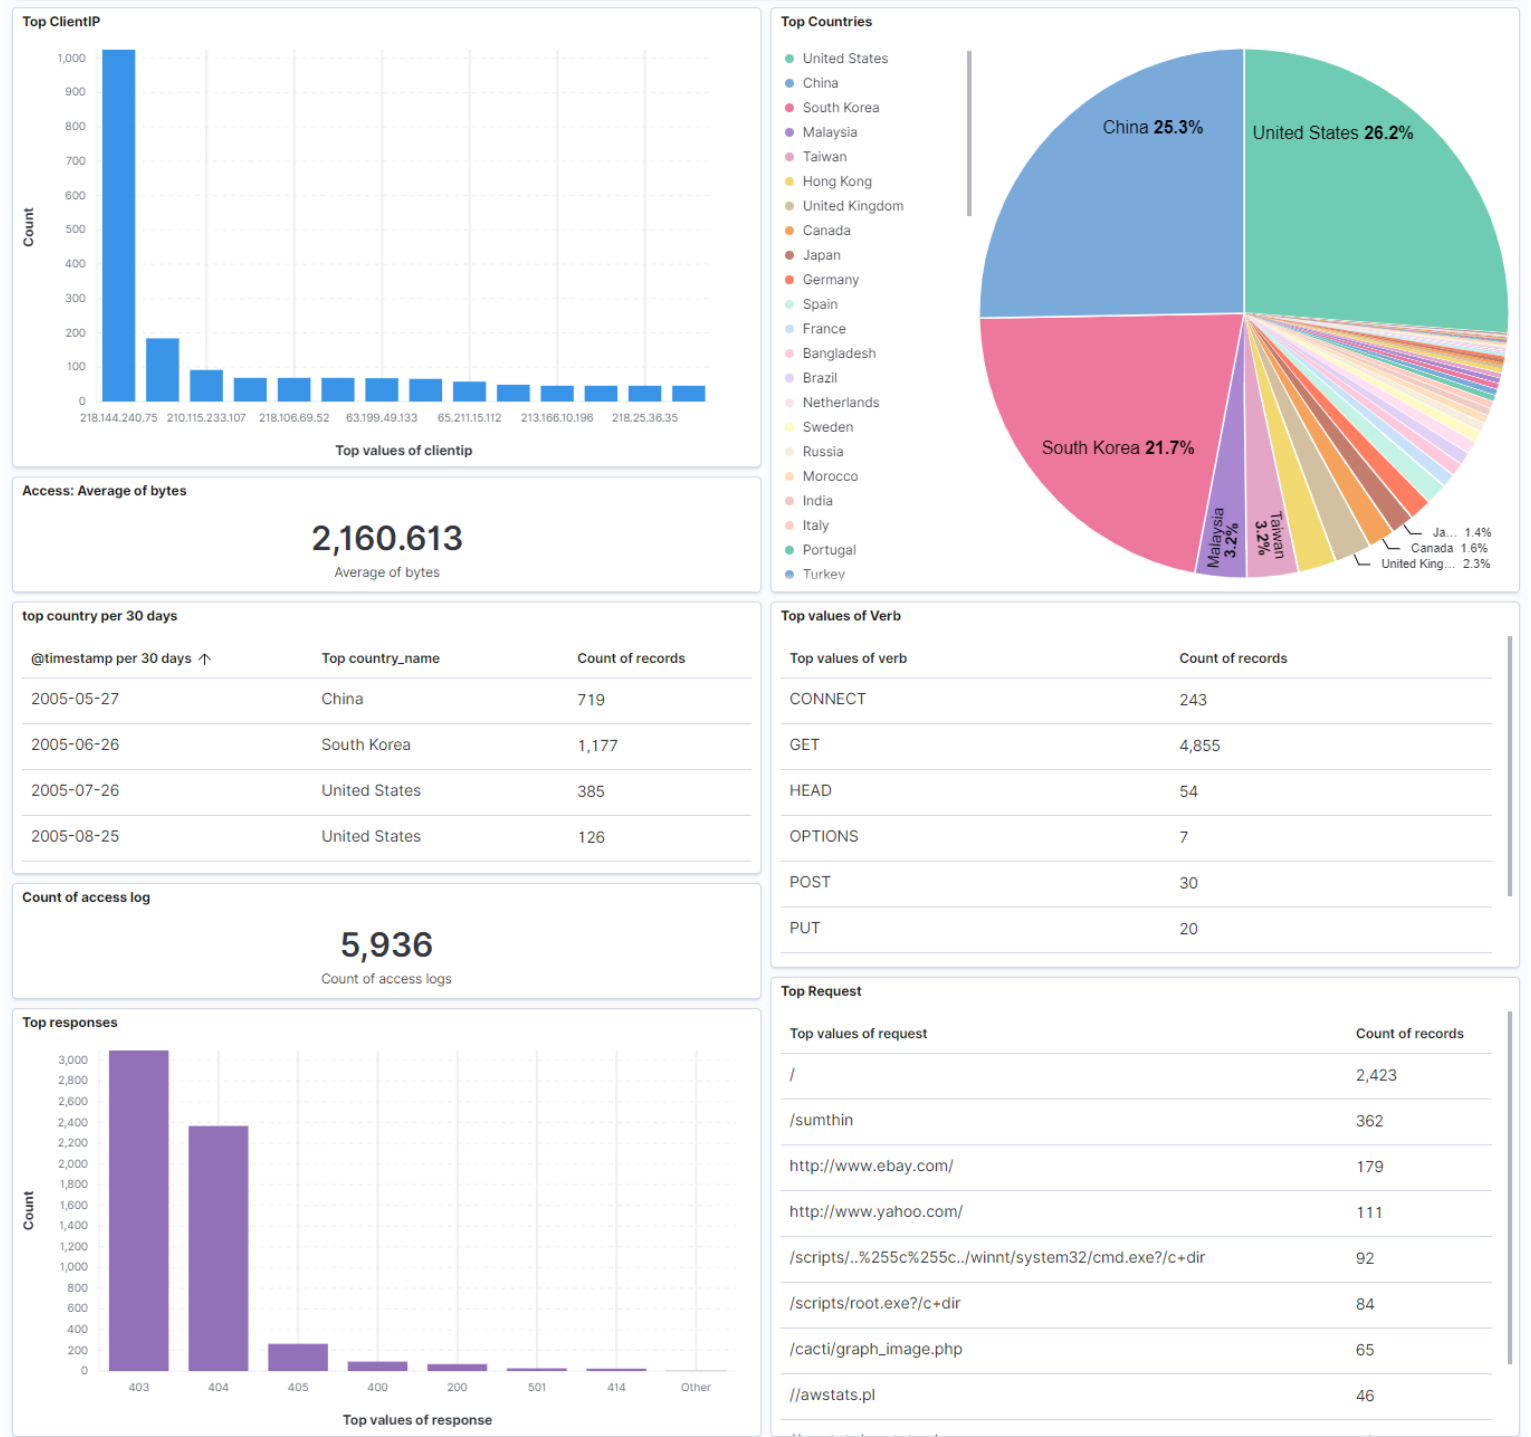 Top ClientIP
1,000
900
800
700
600
500
400
300
200
100
0
Count
218.144.240.75 210.115.233.107 218.106.69.52 63.199.49.133 65.211.15.112 213.166.10.196 218.25.36.35
Top values of clientip
Top Countries
United States
China
South Korea
Malaysia
Taiwan
Hong Kong
United Kingdom
Canada
Japan
Germany
Spain
France
Bangladesh
Brazil
Netherlands
Sweden
Russia
Morocco
India
Italy
Portugal
Turkey
China 25.3%
United States 26.2%
South Korea 21.7%
Malaysia
3.2%
Taiwan
3.2%
Ja... 1.4%
Canada 1.6%
United King... 2.3%
Access: Average of bytes
2,160.613
Average of bytes
top country per 30 days
@timestamp per 30 days ↑ Top country_name Count of records
2005-05-27 China 719
2005-06-26 South Korea 1,177
2005-07-26 United States 385
2005-08-25 United States 126
Top values of Verb
Top values of verb Count of records
CONNECT 243
GET 4,855
HEAD 54
OPTIONS 7
POST 30
PUT 20
Count of access log
5,936
Count of access logs
Top responses
3,000
2,800
2,600
2,400
2,200
2,000
1,800
1,600
1,400
1,200
1,000
800
600
400
200
0
Count
403 404 405 400 200 501 414 Other
Top values of response
Top Request
Top values of request Count of records
/ 2,423
/sumthin 362
http://www.ebay.com/ 179
http://www.yahoo.com/ 111
/scripts/..%255c%255c../winnt/system32/cmd.exe?/c+dir 92
/scripts/root.exe?/c+dir 84
/cacti/graph_image.php 65
//awstats.pl 46